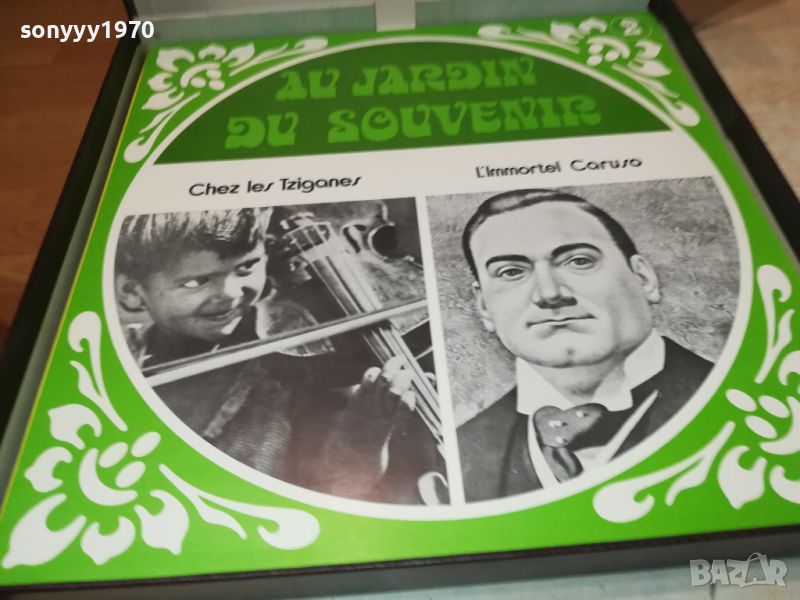 sonyyy1970
2
AU JARDIN
DU SOUVENIR
Chez les Tziganes
L'Immortel Caruso
BAZAR